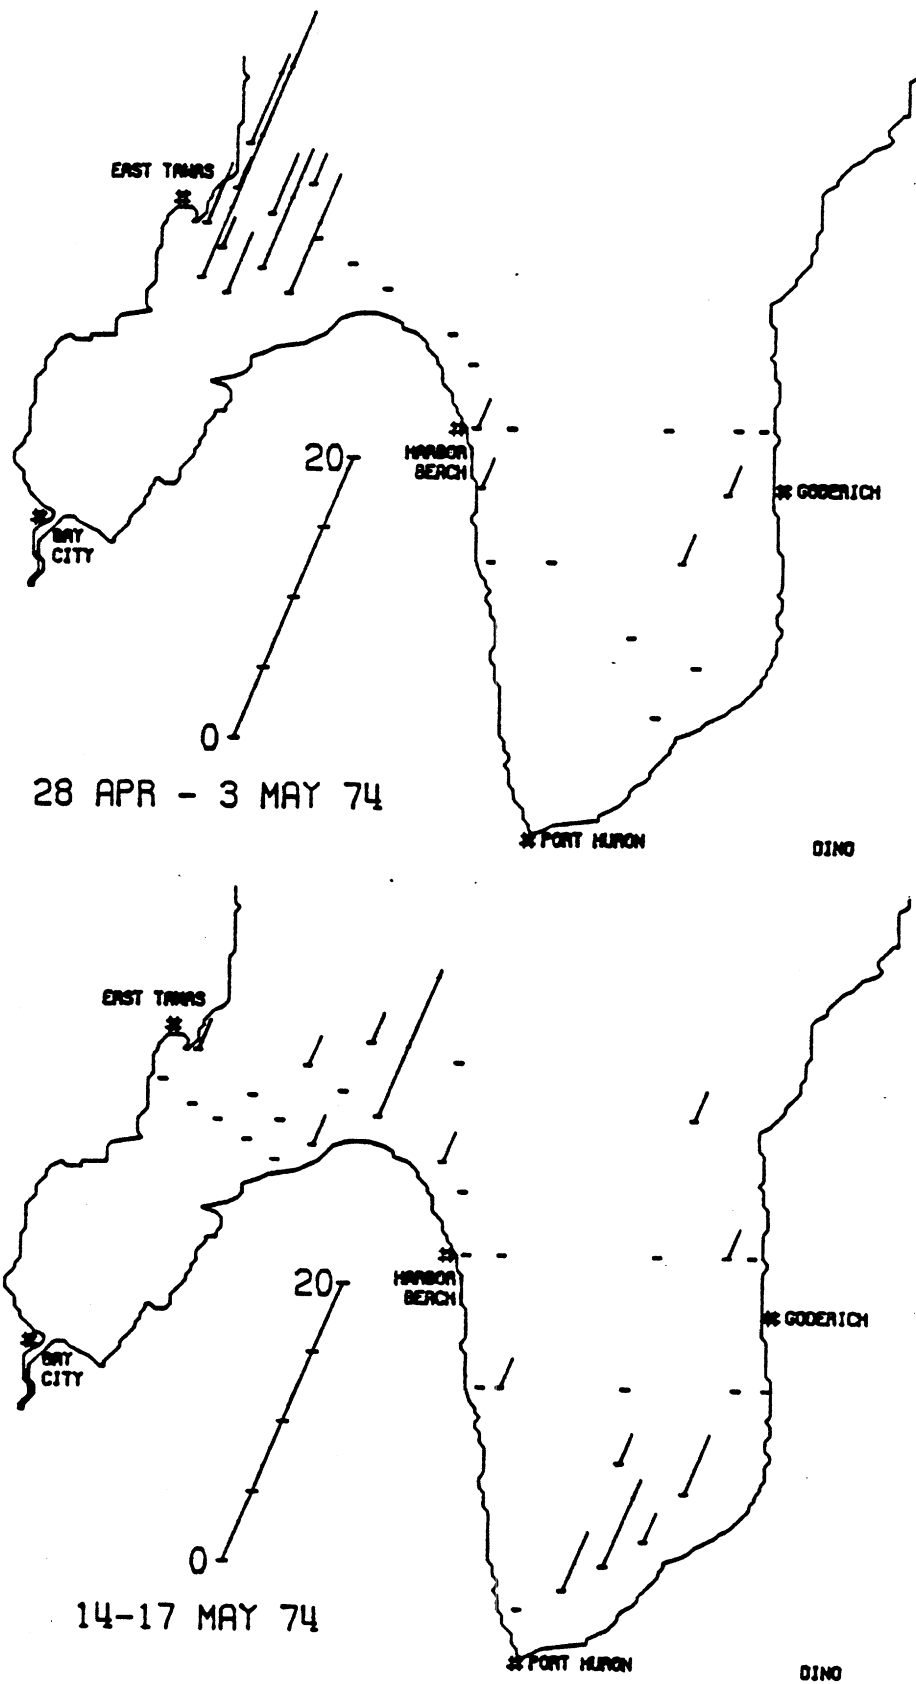 EAST TAWAS
20
HARBOR
BEACH
GODERICH
BAY
CITY
0
28 APR - 3 MAY 74
PORT HURON
DINO
EAST TAWAS
20
HARBOR
BEACH
GODERICH
BAY
CITY
0
14-17 MAY 74
PORT HURON
DINO